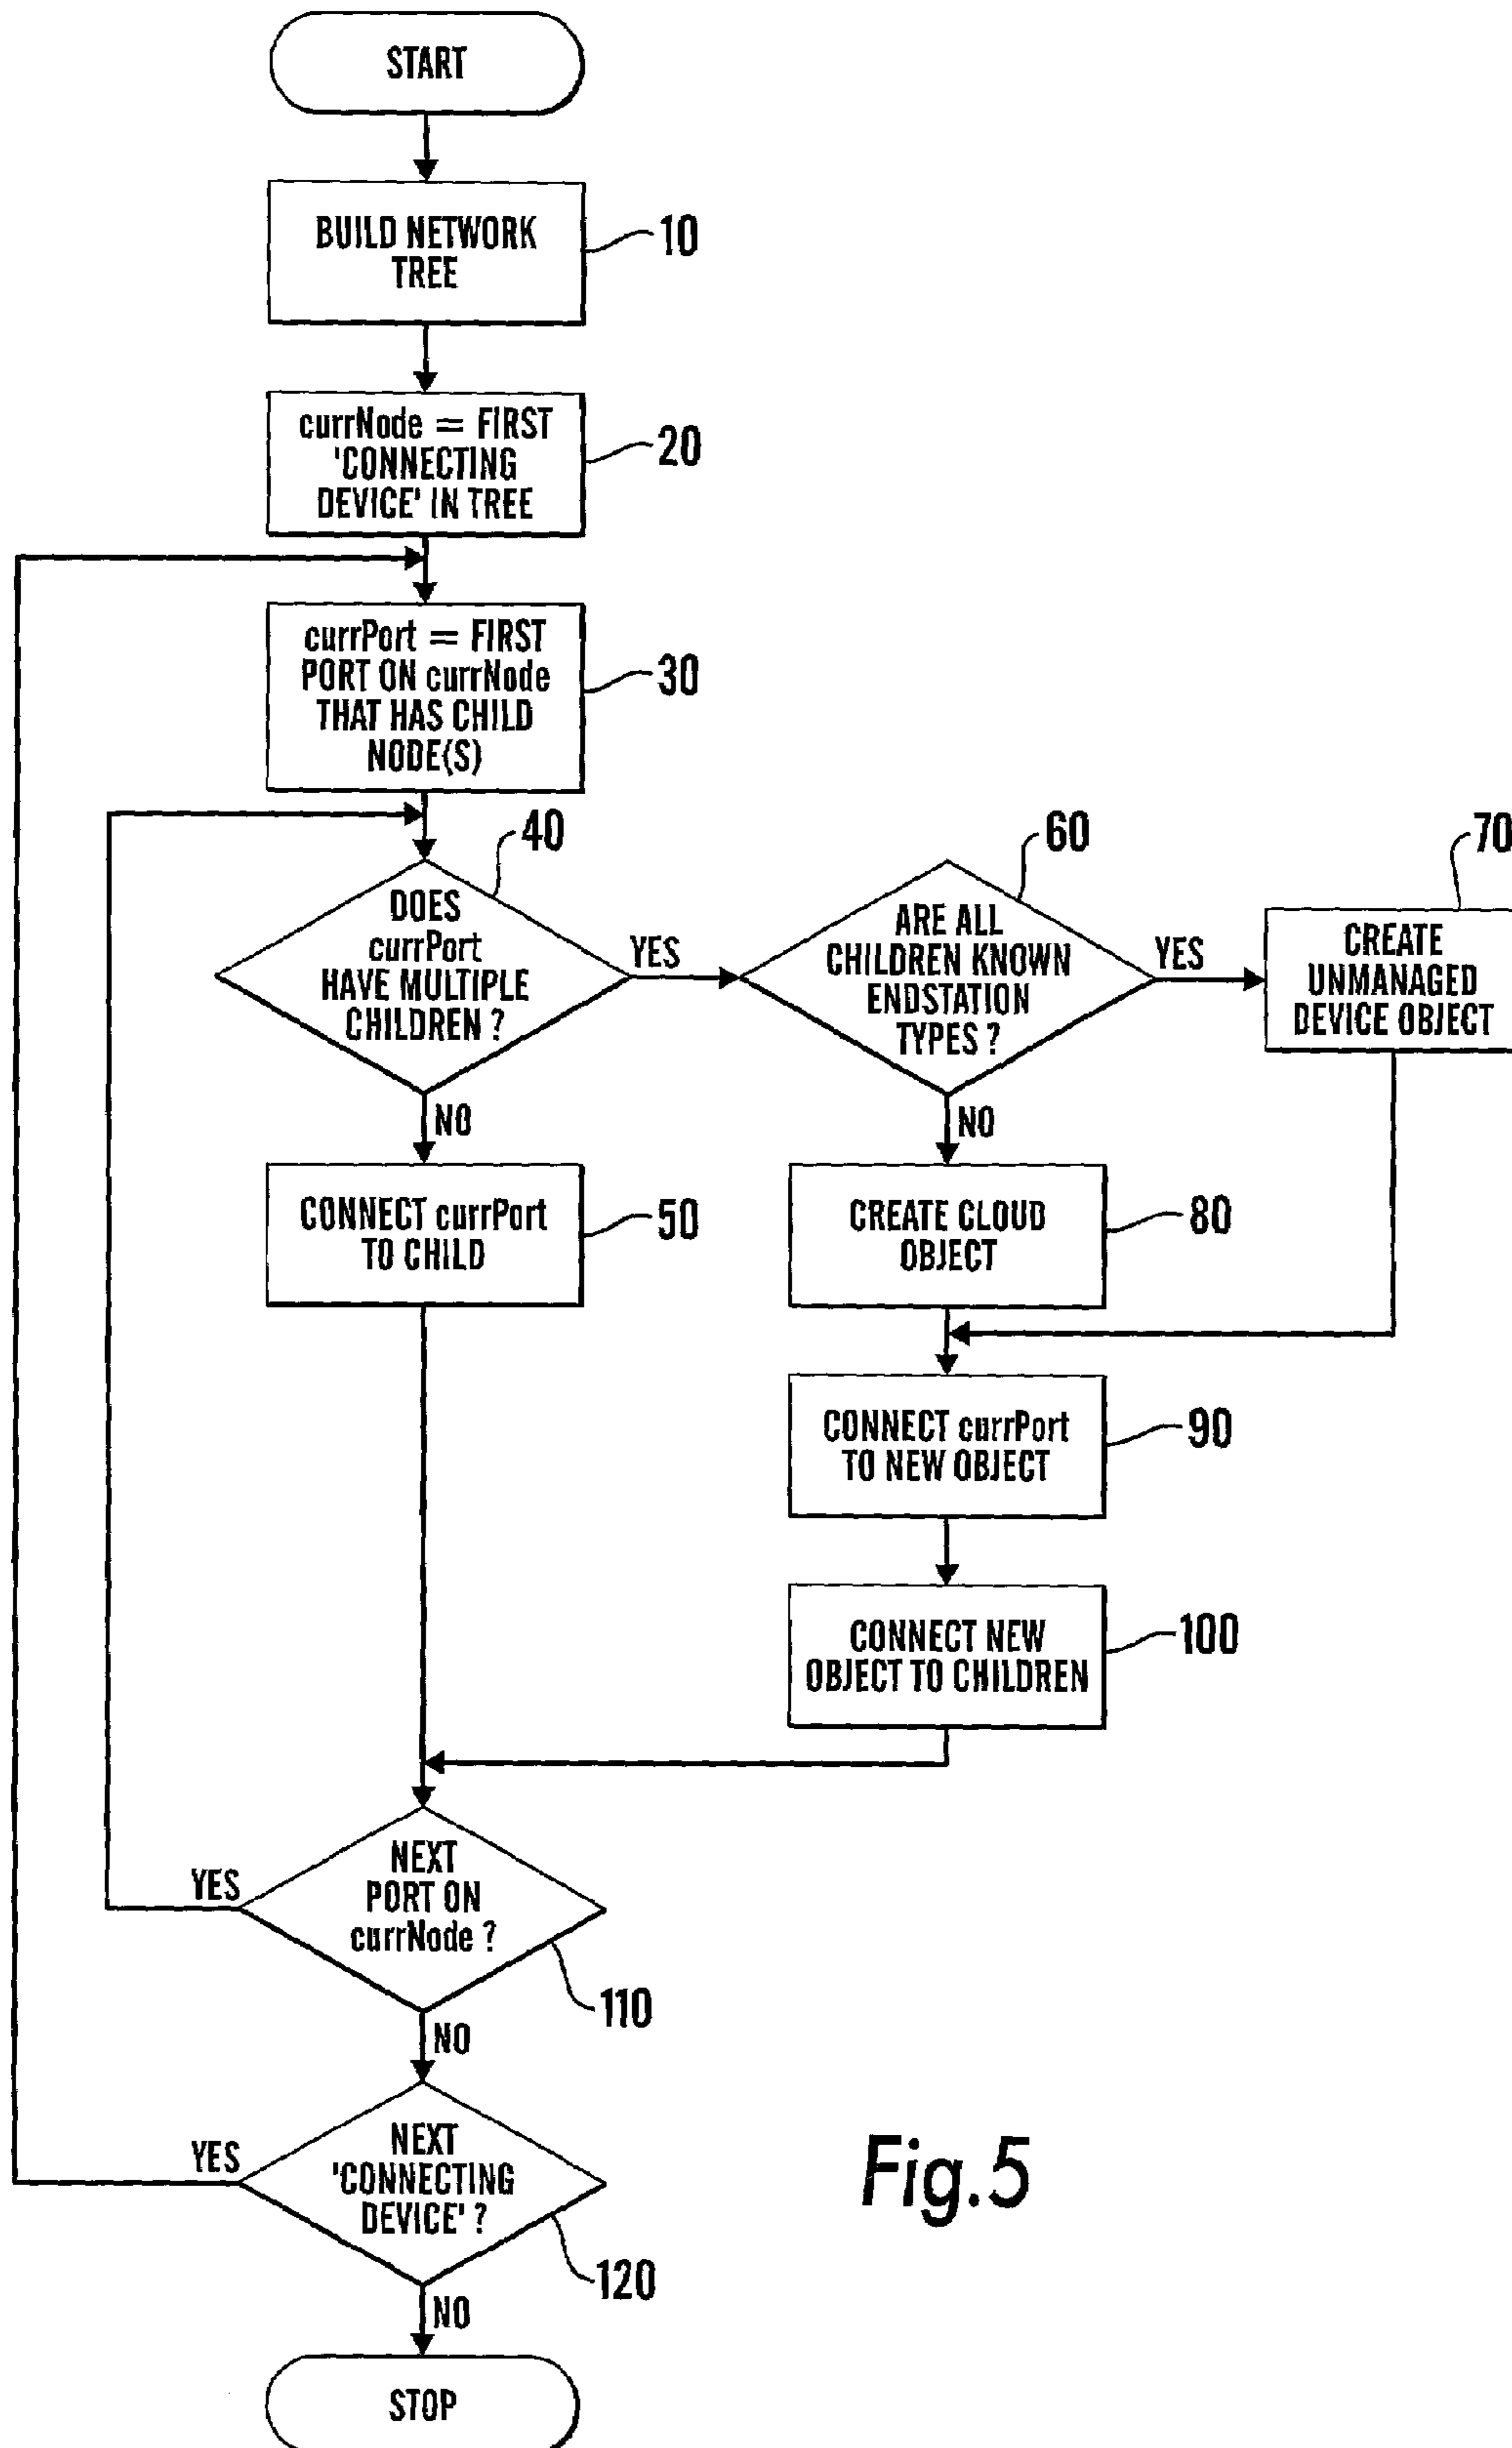 START
BUILD NETWORK
TREE
10
currNode = FIRST
'CONNECTING
DEVICE' IN TREE
20
currPort = FIRST
PORT ON currNode
THAT HAS CHILD
NODE(S)
30
40
DOES
currPort
HAVE MULTIPLE
CHILDREN ?
YES
NO
60
ARE ALL
CHILDREN KNOWN
ENDSTATION
TYPES ?
YES
NO
70
CREATE
UNMANAGED
DEVICE OBJECT
CONNECT currPort
TO CHILD
50
CREATE CLOUD
OBJECT
80
CONNECT currPort
TO NEW OBJECT
90
CONNECT NEW
OBJECT TO CHILDREN
100
NEXT
PORT ON
currNode ?
YES
110
NO
NEXT
'CONNECTING
DEVICE' ?
YES
120
NO
STOP
Fig.5